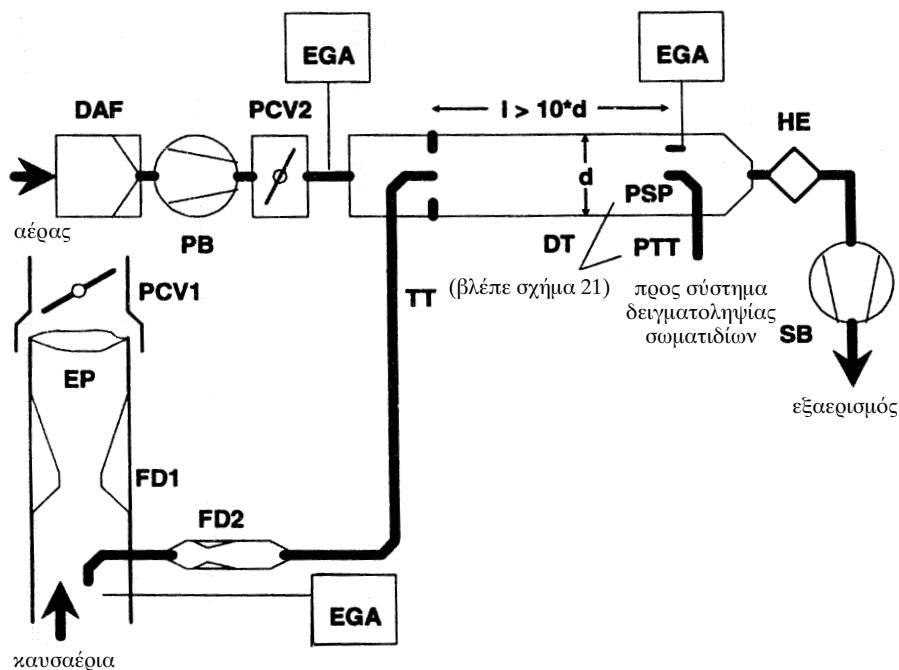 EGA
EGA
DAF
PCV2
l > 10*d
HE
d
PSP
αέρας
PB
DT
PTT
PCV1
TT
(βλέπε σχήμα 21)
προς σύστημα
δειγματοληψίας
σωματιδίων
SB
EP
εξαερισμός
FD1
FD2
EGA
καυσαέρια